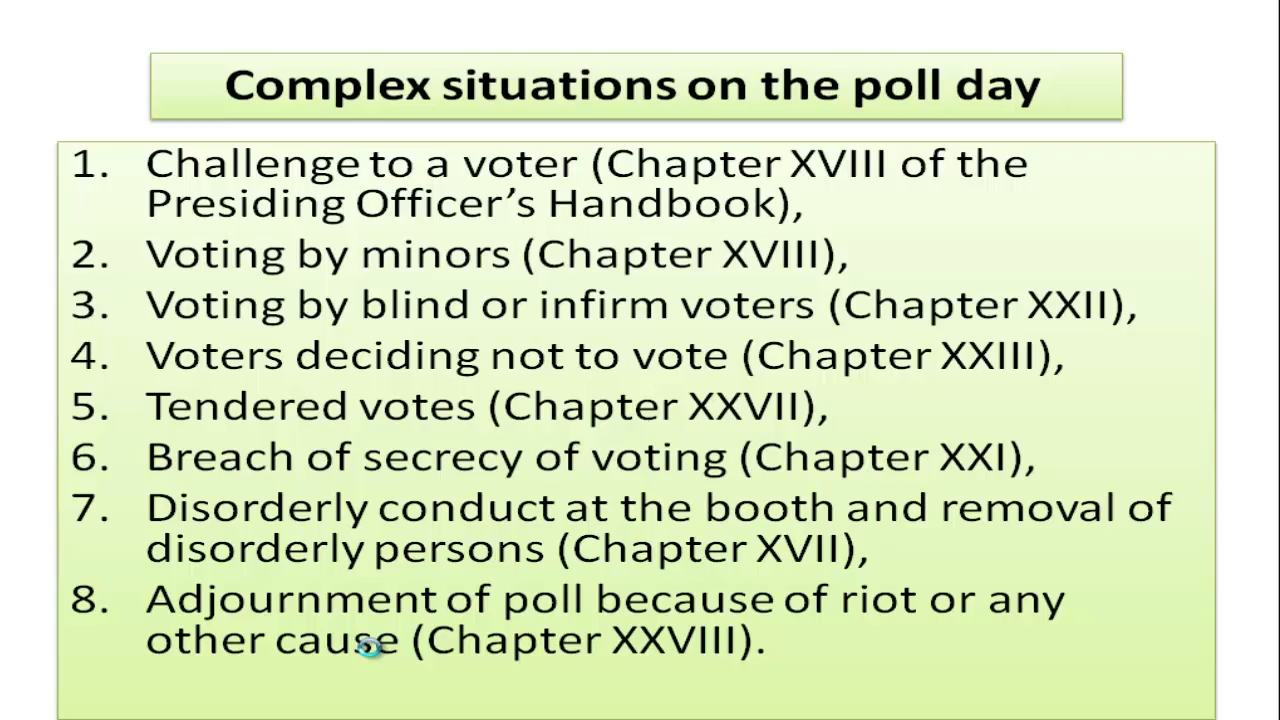 Complex situations on the poll day
1. Challenge to a voter (Chapter XVIII of the
Presiding Officer’s Handbook),
2. Voting by minors (Chapter XVIII),
3. Voting by blind or infirm voters (Chapter XXII),
4. Voters deciding not to vote (Chapter XXIII),
5. Tendered votes (Chapter XXVII),
6. Breach of secrecy of voting (Chapter XXI),
7. Disorderly conduct at the booth and removal of
disorderly persons (Chapter XVII),
8. Adjournment of poll because of riot or any
other cause (Chapter XXVIII).